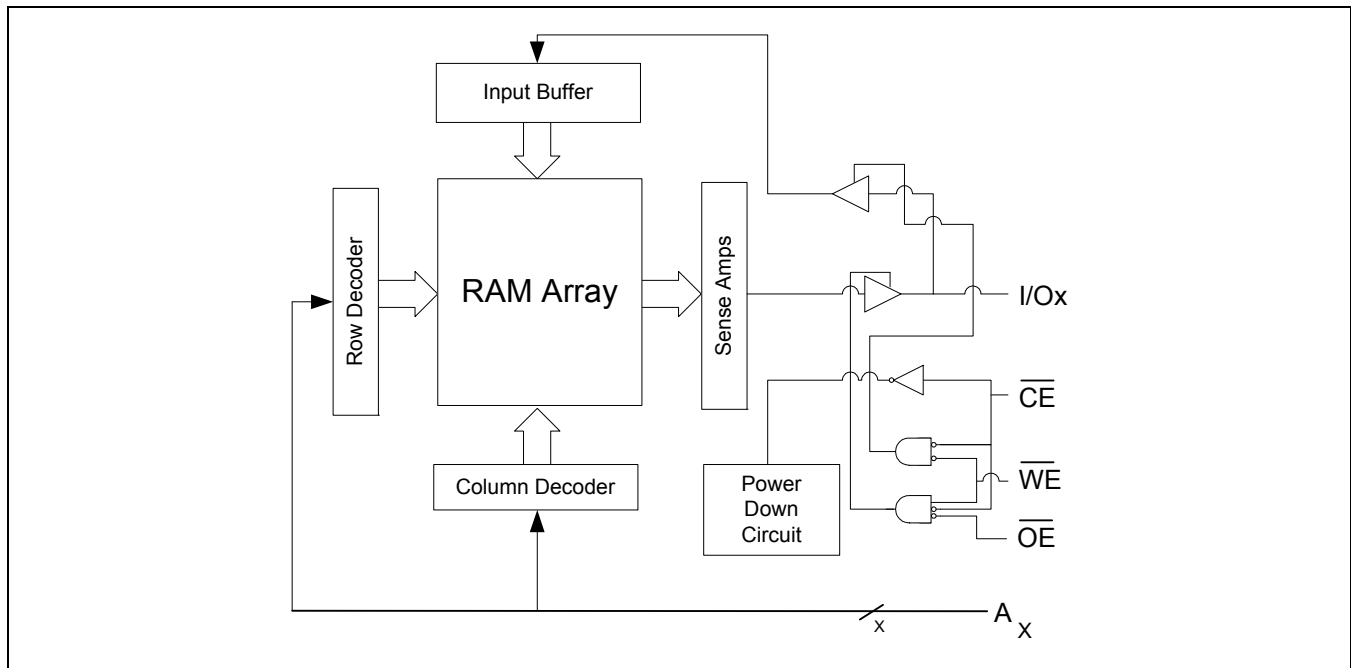 Input Buffer
Row Decoder
RAM Array
Sense Amps
I/Ox
CE
Column Decoder
Power
Down
Circuit
WE
OE
X
A X